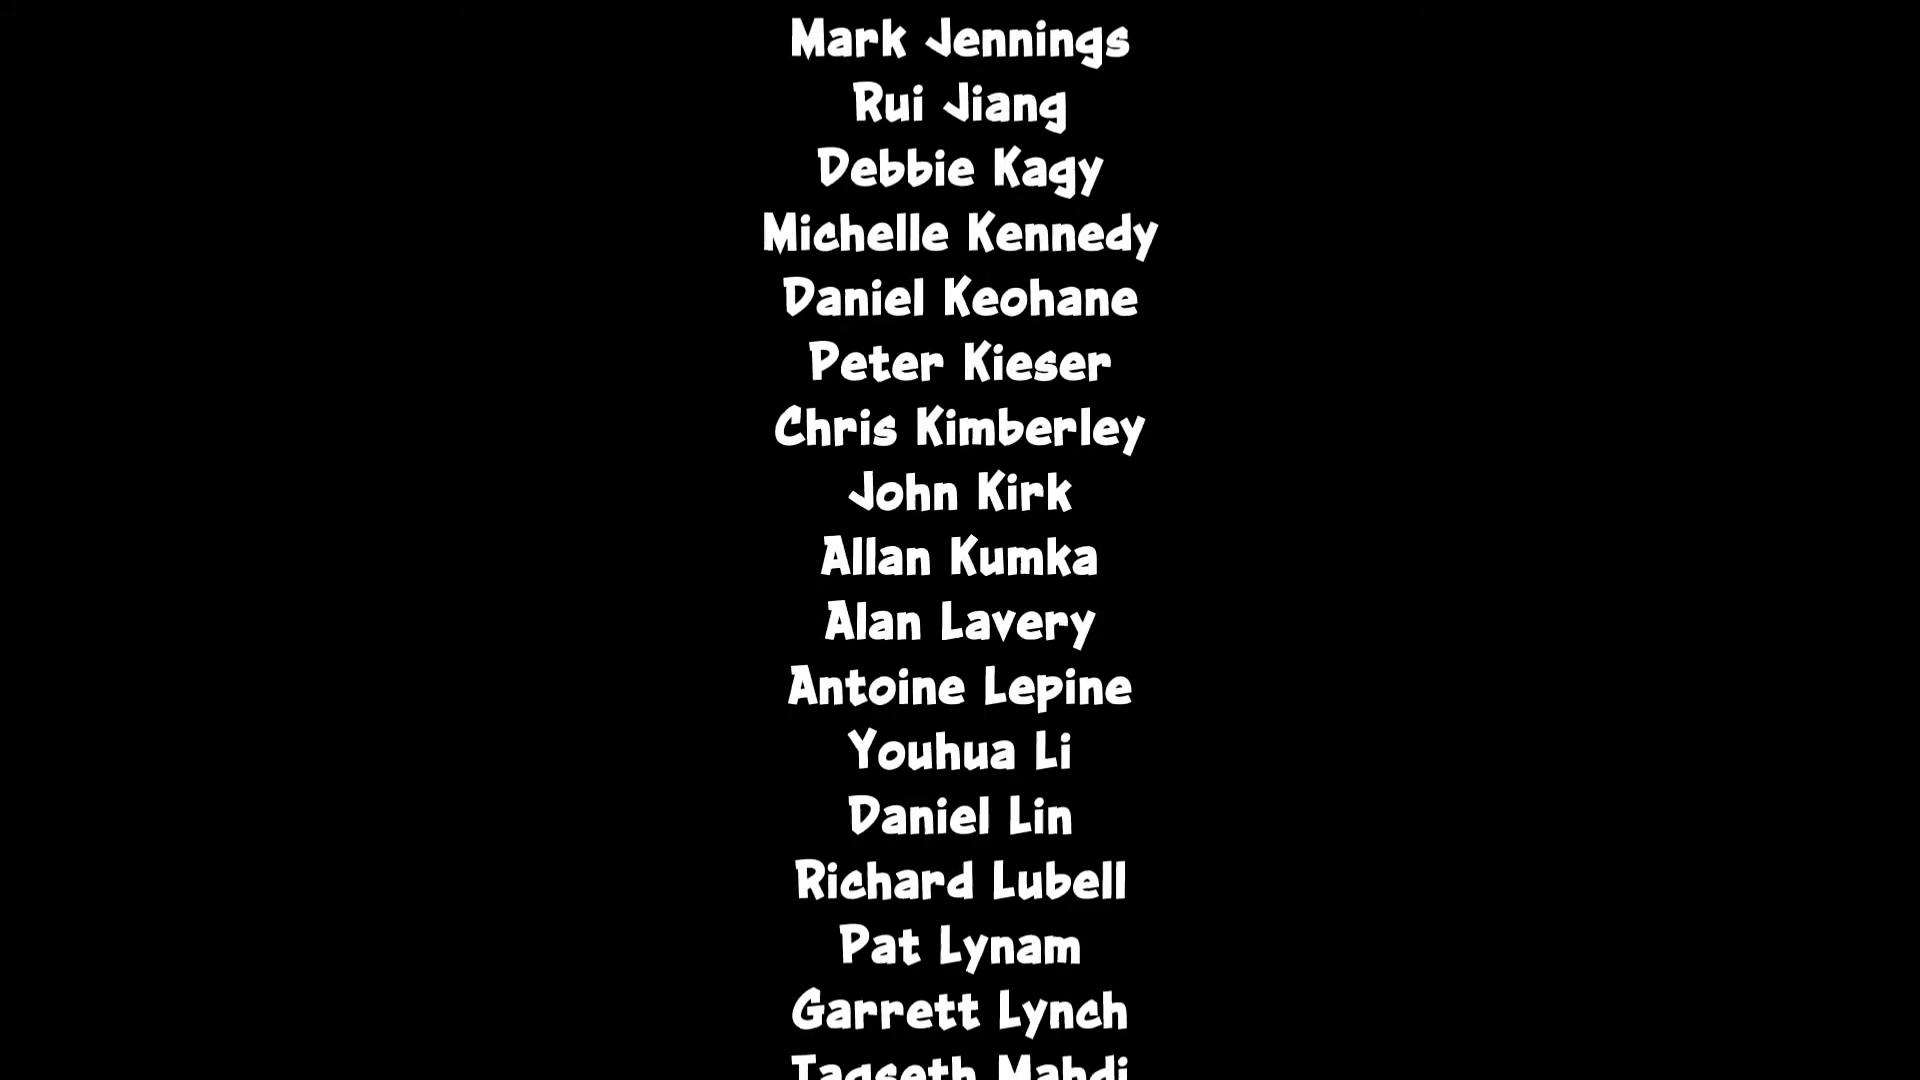 Mark Jennings
Rui Jiang
Debbie Kagy
Michelle Kennedy
Daniel Keohane
Peter Kieser
Chris Kimberley
John Kirk
Allan Kumka
Alan Lavery
Antoine Lepine
Youhua Li
Daniel Lin
Richard Lubell
Pat Lynam
Garrett Lynch
Mahdi